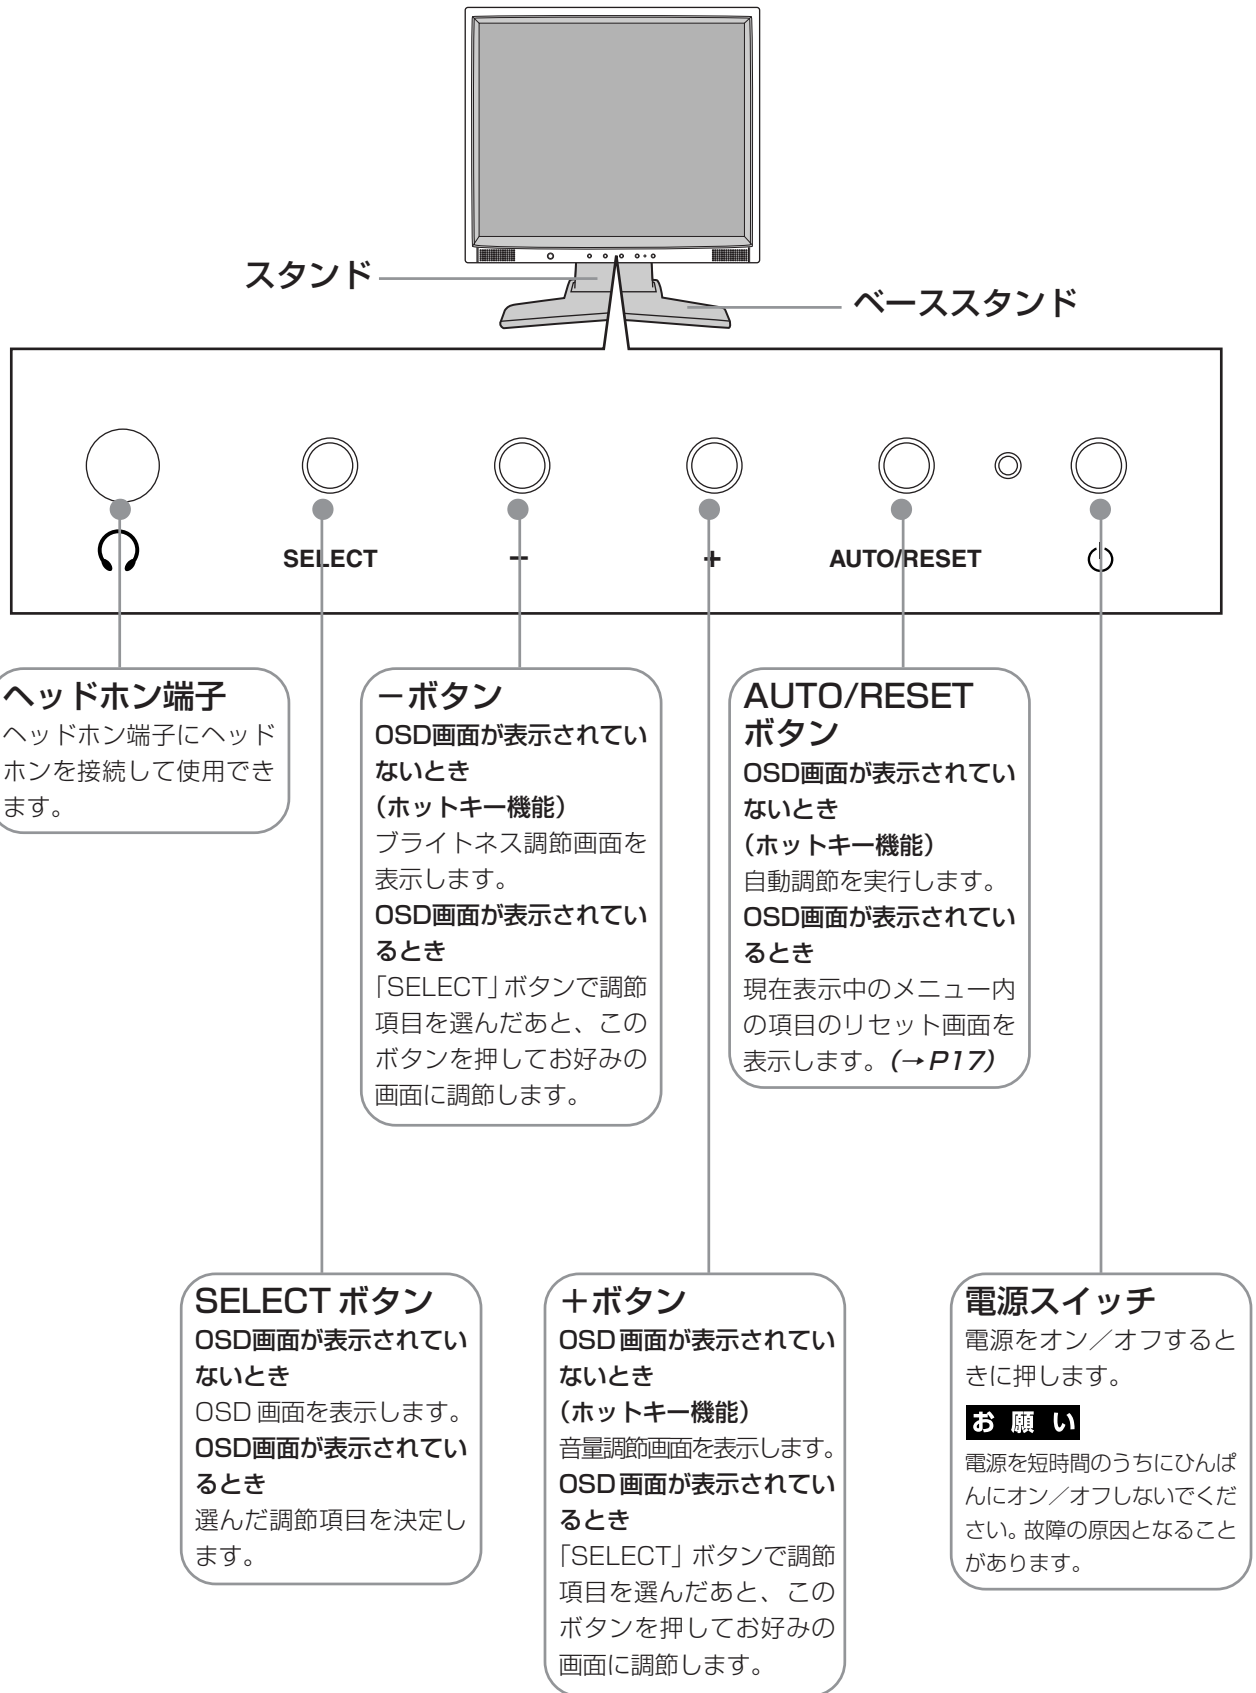 スタンド
ベーススタンド
SELECT
－
＋
AUTO/RESET
ヘッドホン端子
ヘッドホン端子にヘッド
ホンを接続して使用でき
ます。
－ボタン
OSD画面が表示されてい
ないとき
（ホットキー機能）
ブライトネス調節画面を
表示します。
OSD画面が表示されてい
るとき
「SELECT」ボタンで調節
項目を選んだあと、この
ボタンを押してお好みの
画面に調節します。
AUTO/RESET
ボタン
OSD画面が表示されてい
ないとき
（ホットキー機能）
自動調節を実行します。
OSD画面が表示されてい
るとき
現在表示中のメニュー内
の項目のリセット画面を
表示します。(→P17)
SELECT ボタン
OSD画面が表示されてい
ないとき
OSD 画面を表示します。
OSD画面が表示されてい
るとき
選んだ調節項目を決定し
ます。
＋ボタン
OSD 画面が表示されてい
ないとき
（ホットキー機能）
音量調節画面を表示します。
OSD 画面が表示されてい
るとき
「SELECT」ボタンで調節
項目を選んだあと、この
ボタンを押してお好みの
画面に調節します。
電源スイッチ
電源をオン／オフすると
きに押します。
お 願 い
電源を短時間のうちにひんぱ
んにオン／オフしないでくだ
さい。故障の原因となること
があります。